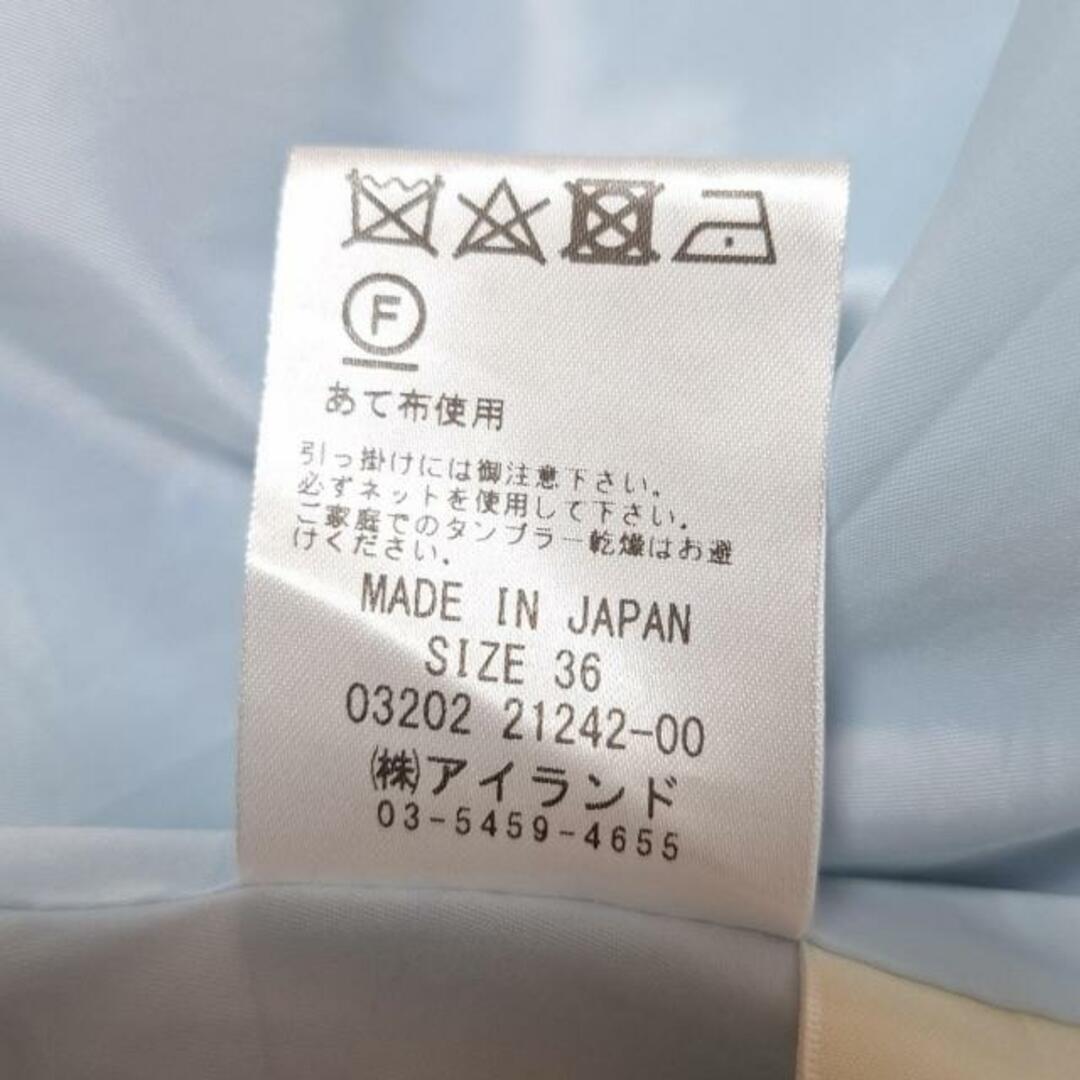 F
あて布使用
引っ掛けには御注意下さい.
必ずネットを使用して下さい.
ご家庭でのタンブラー乾燥はお避
けください.
MADE IN JAPAN
SIZE 36
03202 21242-00
㈱アイランド
03-5459-4655